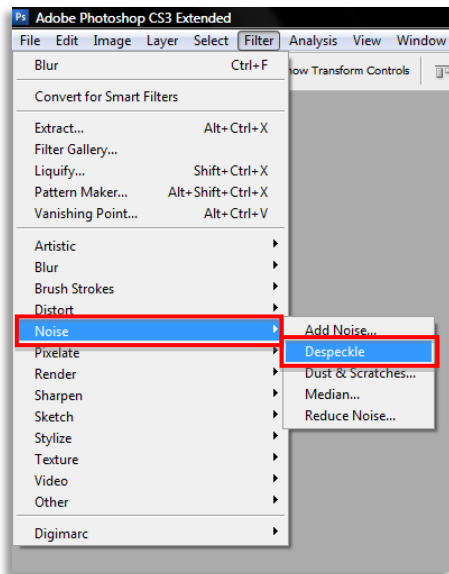 Ps Adobe Photoshop CS3 Extended
File Edit Image Layer Select Filter Analysis View Window
Blur Ctrl+F
how Transform Controls
Convert for Smart Filters
Extract... Alt+Ctrl+X
Filter Gallery...
Liquify... Shift+Ctrl+X
Pattern Maker... Alt+Shift+Ctrl+X
Vanishing Point... Alt+Ctrl+V
Artistic
Blur
Brush Strokes
Distort
Noise
Pixelate
Render
Sharpen
Sketch
Stylize
Texture
Video
Other
Digimarc
Add Noise...
Despeckle
Dust & Scratches...
Median...
Reduce Noise...